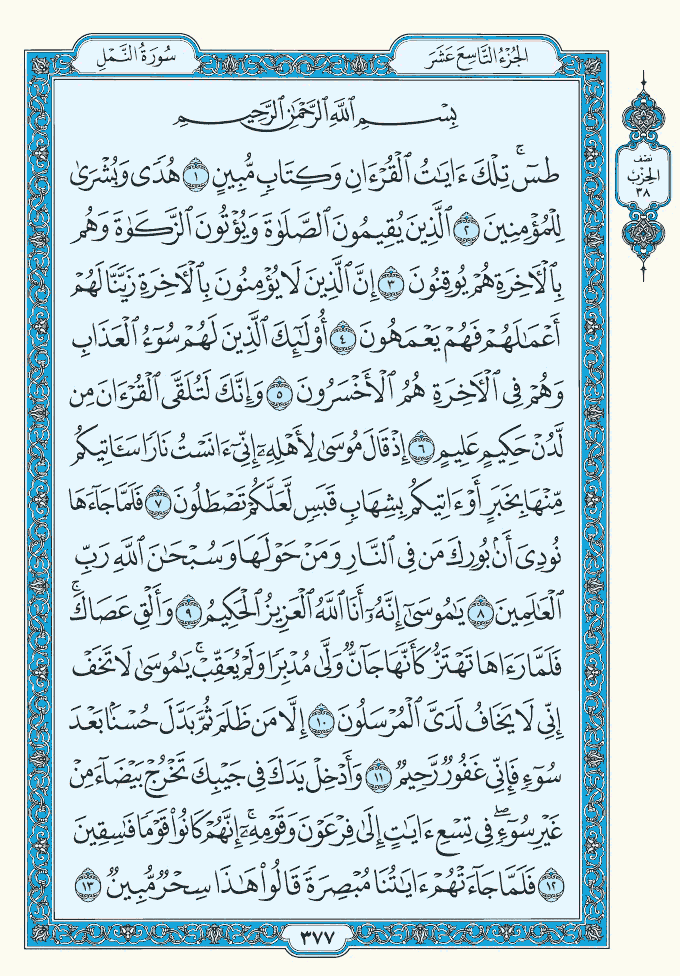 الجُزْءُ التَّاسِعَ عَشَرَ
سُورَةُ النَّمْلِ
نصف
الحزب
٣٨
بِسْمِ ٱللَّهِ ٱلرَّحْمَٰنِ ٱلرَّحِيمِ
طسٓۚ تِلْكَ ءَايَٰتُ ٱلْقُرْءَانِ وَكِتَابٖ مُّبِينٍ ١ هُدٗى وَبُشْرَىٰ
لِلْمُؤْمِنِينَ ٢ ٱلَّذِينَ يُقِيمُونَ ٱلصَّلَوٰةَ وَيُؤْتُونَ ٱلزَّكَوٰةَ وَهُم
بِٱلْأٓخِرَةِ هُمْ يُوقِنُونَ ٣ إِنَّ ٱلَّذِينَ لَا يُؤْمِنُونَ بِٱلْأٓخِرَةِ زَيَّنَّا لَهُمْ
أَعْمَٰلَهُمْ فَهُمْ يَعْمَهُونَ ٤ أُوْلَٰٓئِكَ ٱلَّذِينَ لَهُمْ سُوٓءُ ٱلْعَذَابِ
وَهُمْ فِي ٱلْأٓخِرَةِ هُمُ ٱلْأَخْسَرُونَ ٥ وَإِنَّكَ لَتُلَقَّى ٱلْقُرْءَانَ مِن
لَّدُنْ حَكِيمٍ عَلِيمٍ ٦ إِذْ قَالَ مُوسَىٰ لِأَهْلِهِۦٓ إِنِّيٓ ءَانَسْتُ نَارٗا سَـَٔاتِيكُم
مِّنْهَا بِخَبَرٍ أَوْ ءَاتِيكُم بِشِهَابٖ قَبَسٖ لَّعَلَّكُمْ تَصْطَلُونَ ٧ فَلَمَّا جَآءَهَا
نُودِيَ أَنۢ بُورِكَ مَن فِي ٱلنَّارِ وَمَنْ حَوْلَهَا وَسُبْحَٰنَ ٱللَّهِ رَبِّ
ٱلْعَٰلَمِينَ ٨ يَٰمُوسَىٰٓ إِنَّهُۥٓ أَنَا ٱللَّهُ ٱلْعَزِيزُ ٱلْحَكِيمُ ٩ وَأَلْقِ عَصَاكَۚ
فَلَمَّا رَءَاهَا تَهْتَزُّ كَأَنَّهَا جَآنّٞ وَلَّىٰ مُدْبِرٗا وَلَمْ يُعَقِّبْۚ يَٰمُوسَىٰ لَا تَخَفْ
إِنِّي لَا يَخَافُ لَدَيَّ ٱلْمُرْسَلُونَ ١٠ إِلَّا مَن ظَلَمَ ثُمَّ بَدَّلَ حُسْنَۢا بَعْدَ
سُوٓءٖ فَإِنِّي غَفُورٞ رَّحِيمٞ ١١ وَأَدْخِلْ يَدَكَ فِي جَيْبِكَ تَخْرُجْ بَيْضَآءَ مِنْ
غَيْرِ سُوٓءٖۖ فِي تِسْعِ ءَايَٰتٍ إِلَىٰ فِرْعَوْنَ وَقَوْمِهِۦٓۚ إِنَّهُمْ كَانُواْ قَوْمٗا فَٰسِقِينَ
١٢ فَلَمَّا جَآءَتْهُمْ ءَايَٰتُنَا مُبْصِرَةٗ قَالُواْ هَٰذَا سِحْرٞ مُّبِينٞ ١٣
٣٧٧